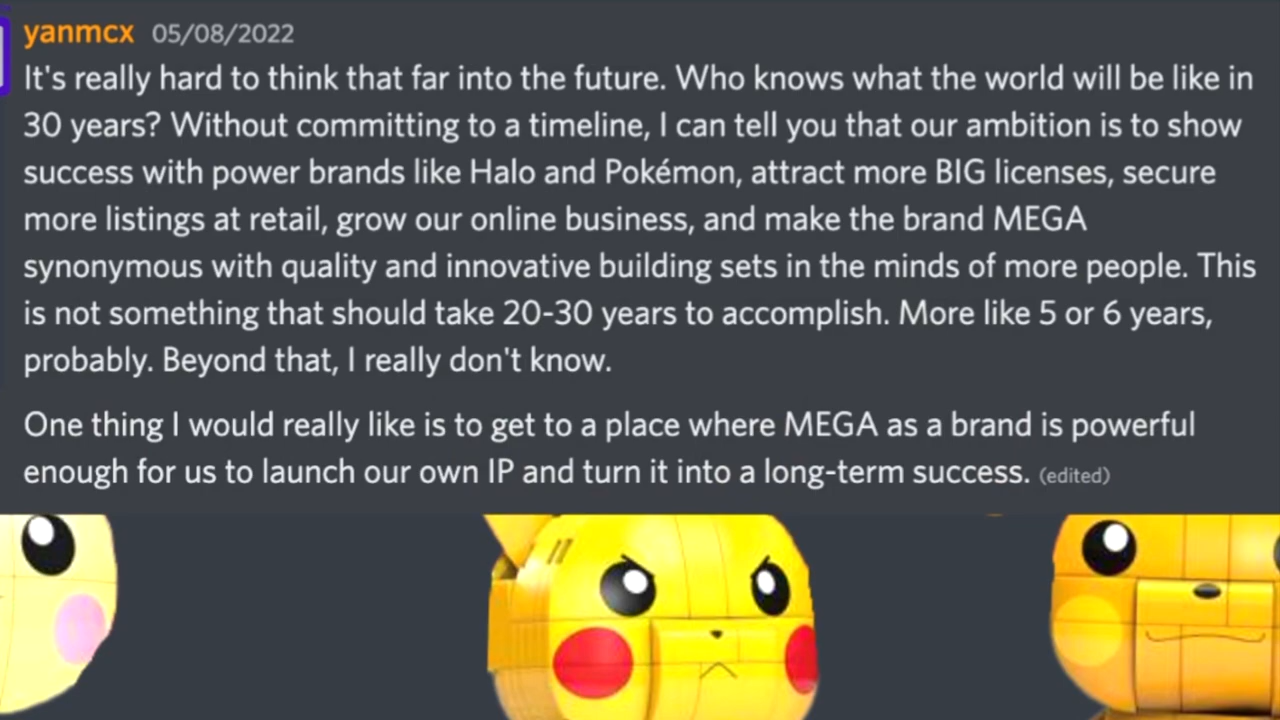 yanmcx 05/08/2022
It's really hard to think that far into the future. Who knows what the world will be like in
30 years? Without committing to a timeline, I can tell you that our ambition is to show
success with power brands like Halo and Pokémon, attract more BIG licenses, secure
more listings at retail, grow our online business, and make the brand MEGA
synonymous with quality and innovative building sets in the minds of more people. This
is not something that should take 20-30 years to accomplish. More like 5 or 6 years,
probably. Beyond that, I really don't know.
One thing I would really like is to get to a place where MEGA as a brand is powerful
enough for us to launch our own IP and turn it into a long-term success. (edited)